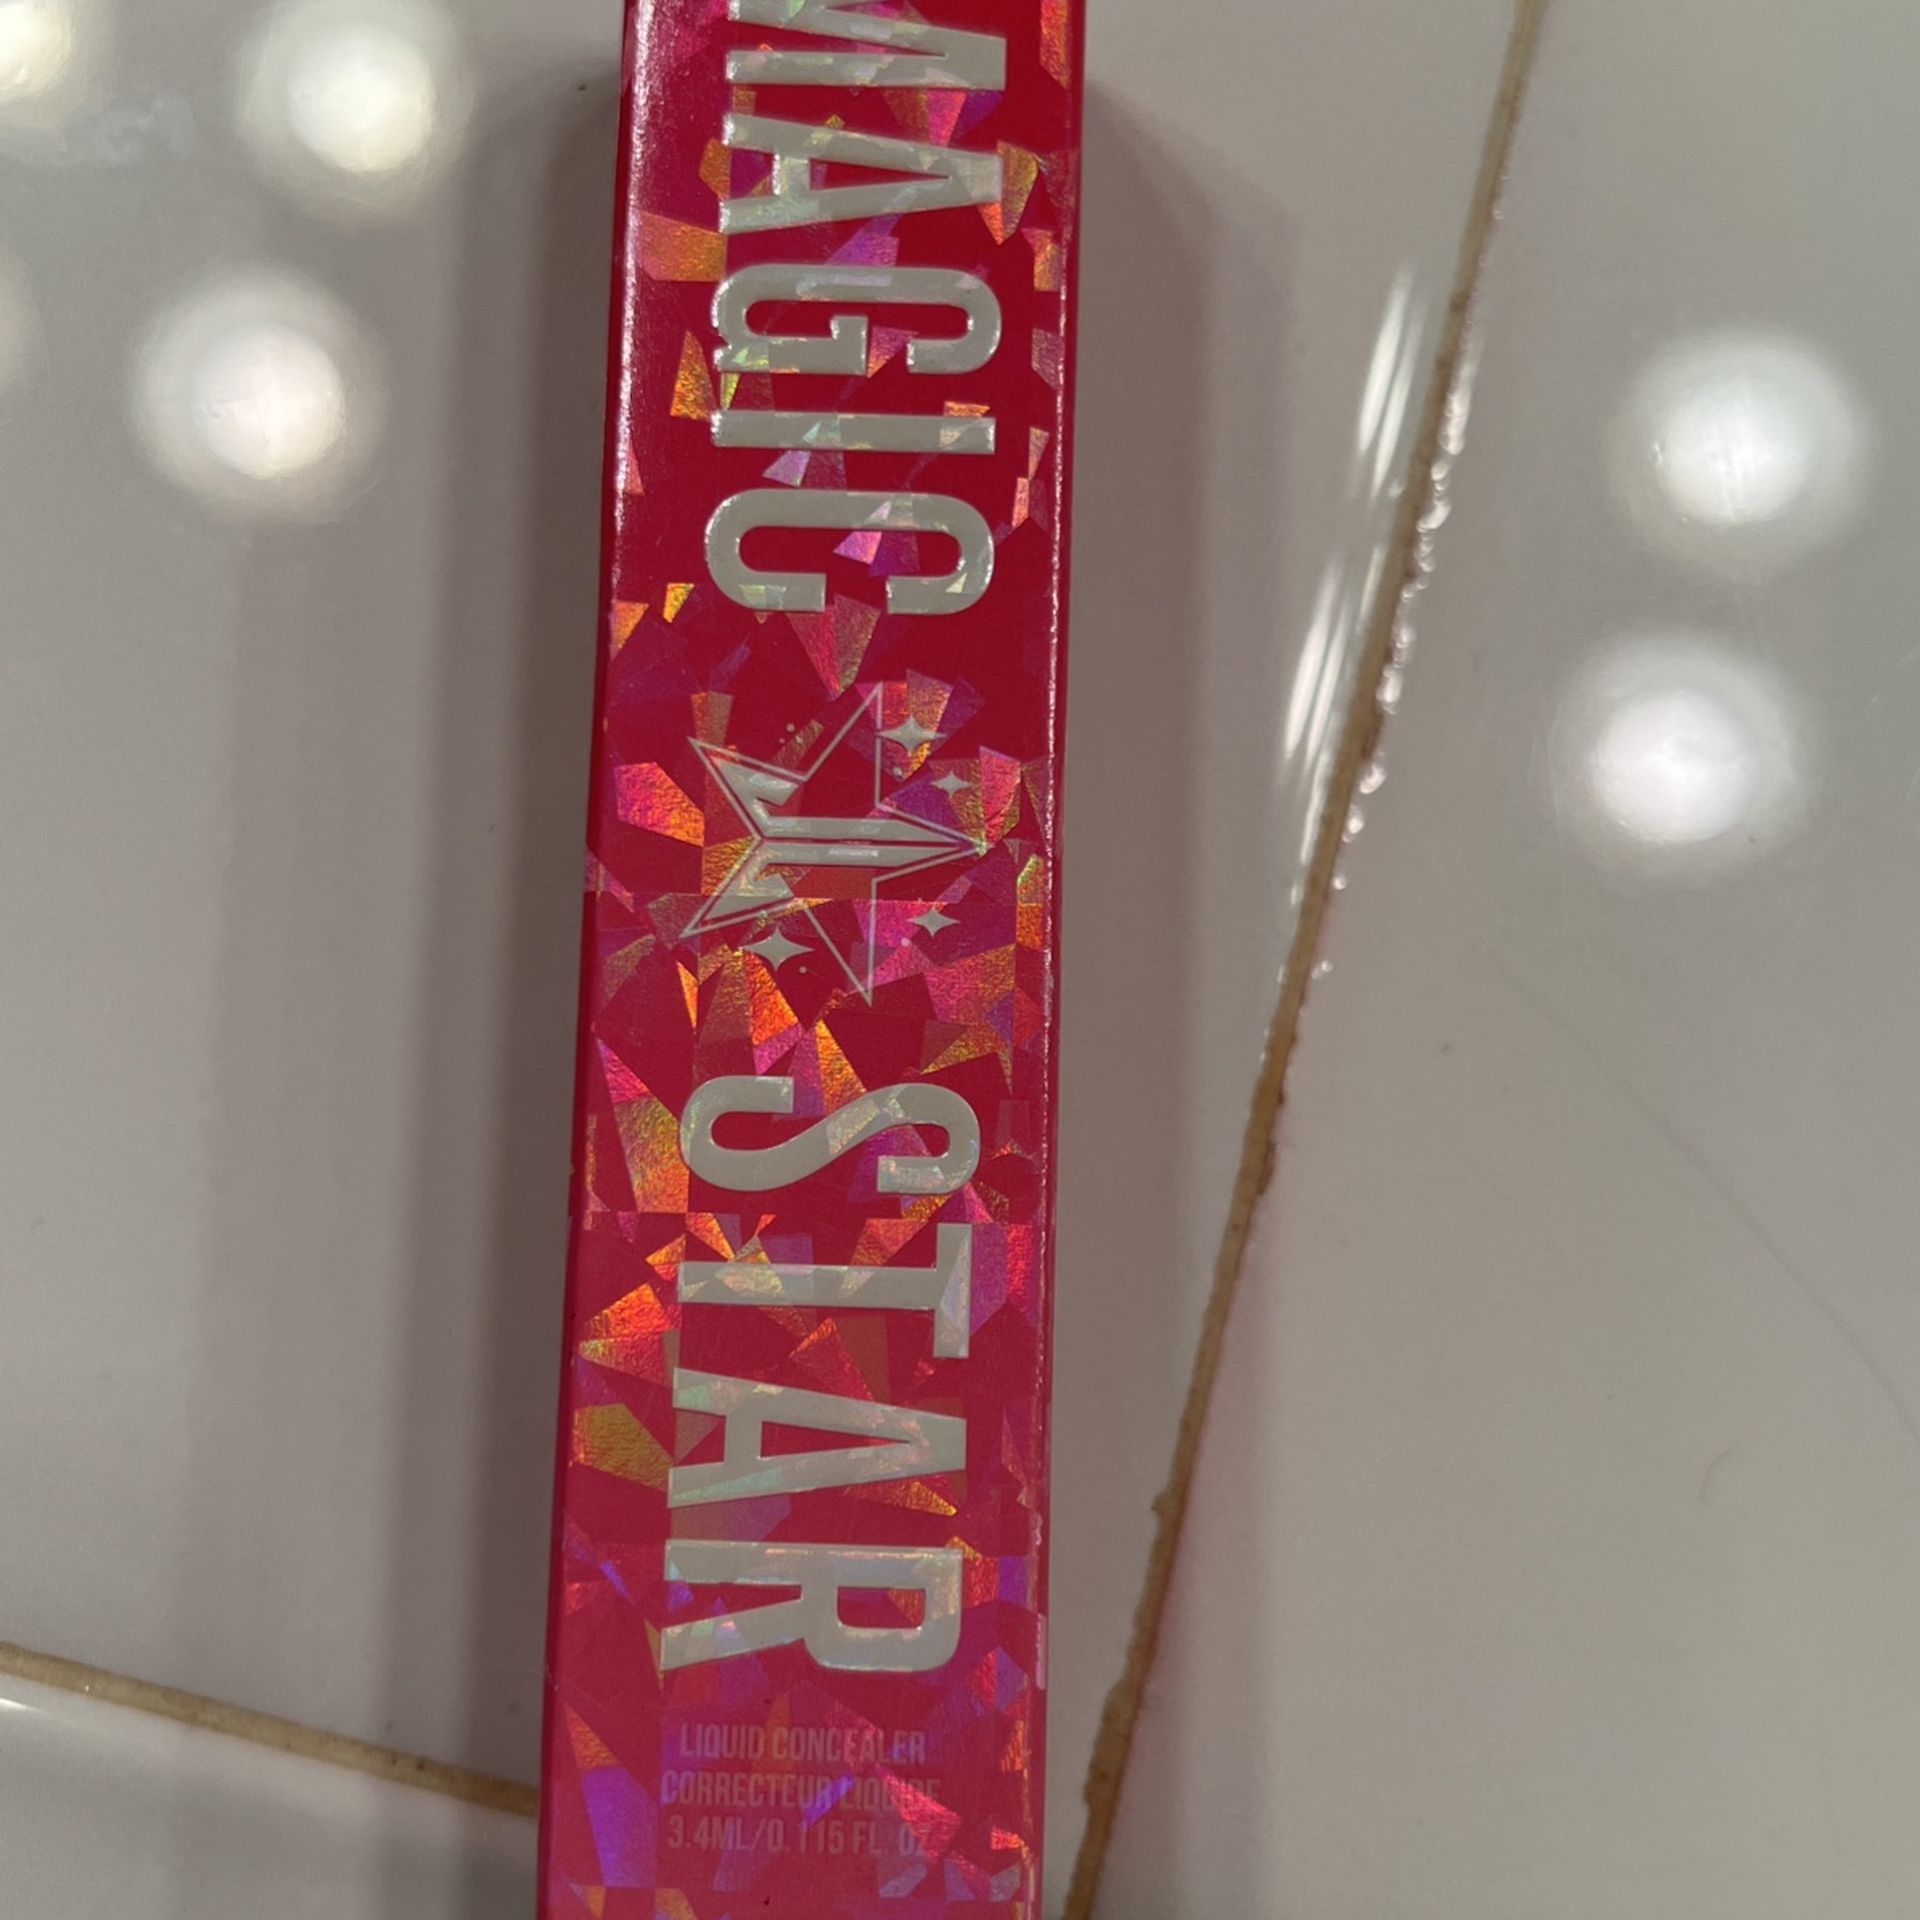 MAGIC STAR
LIQUID CONCEALER
CORRECTEUR LIQUIDE
3.4ML/0.115 FL. OZ